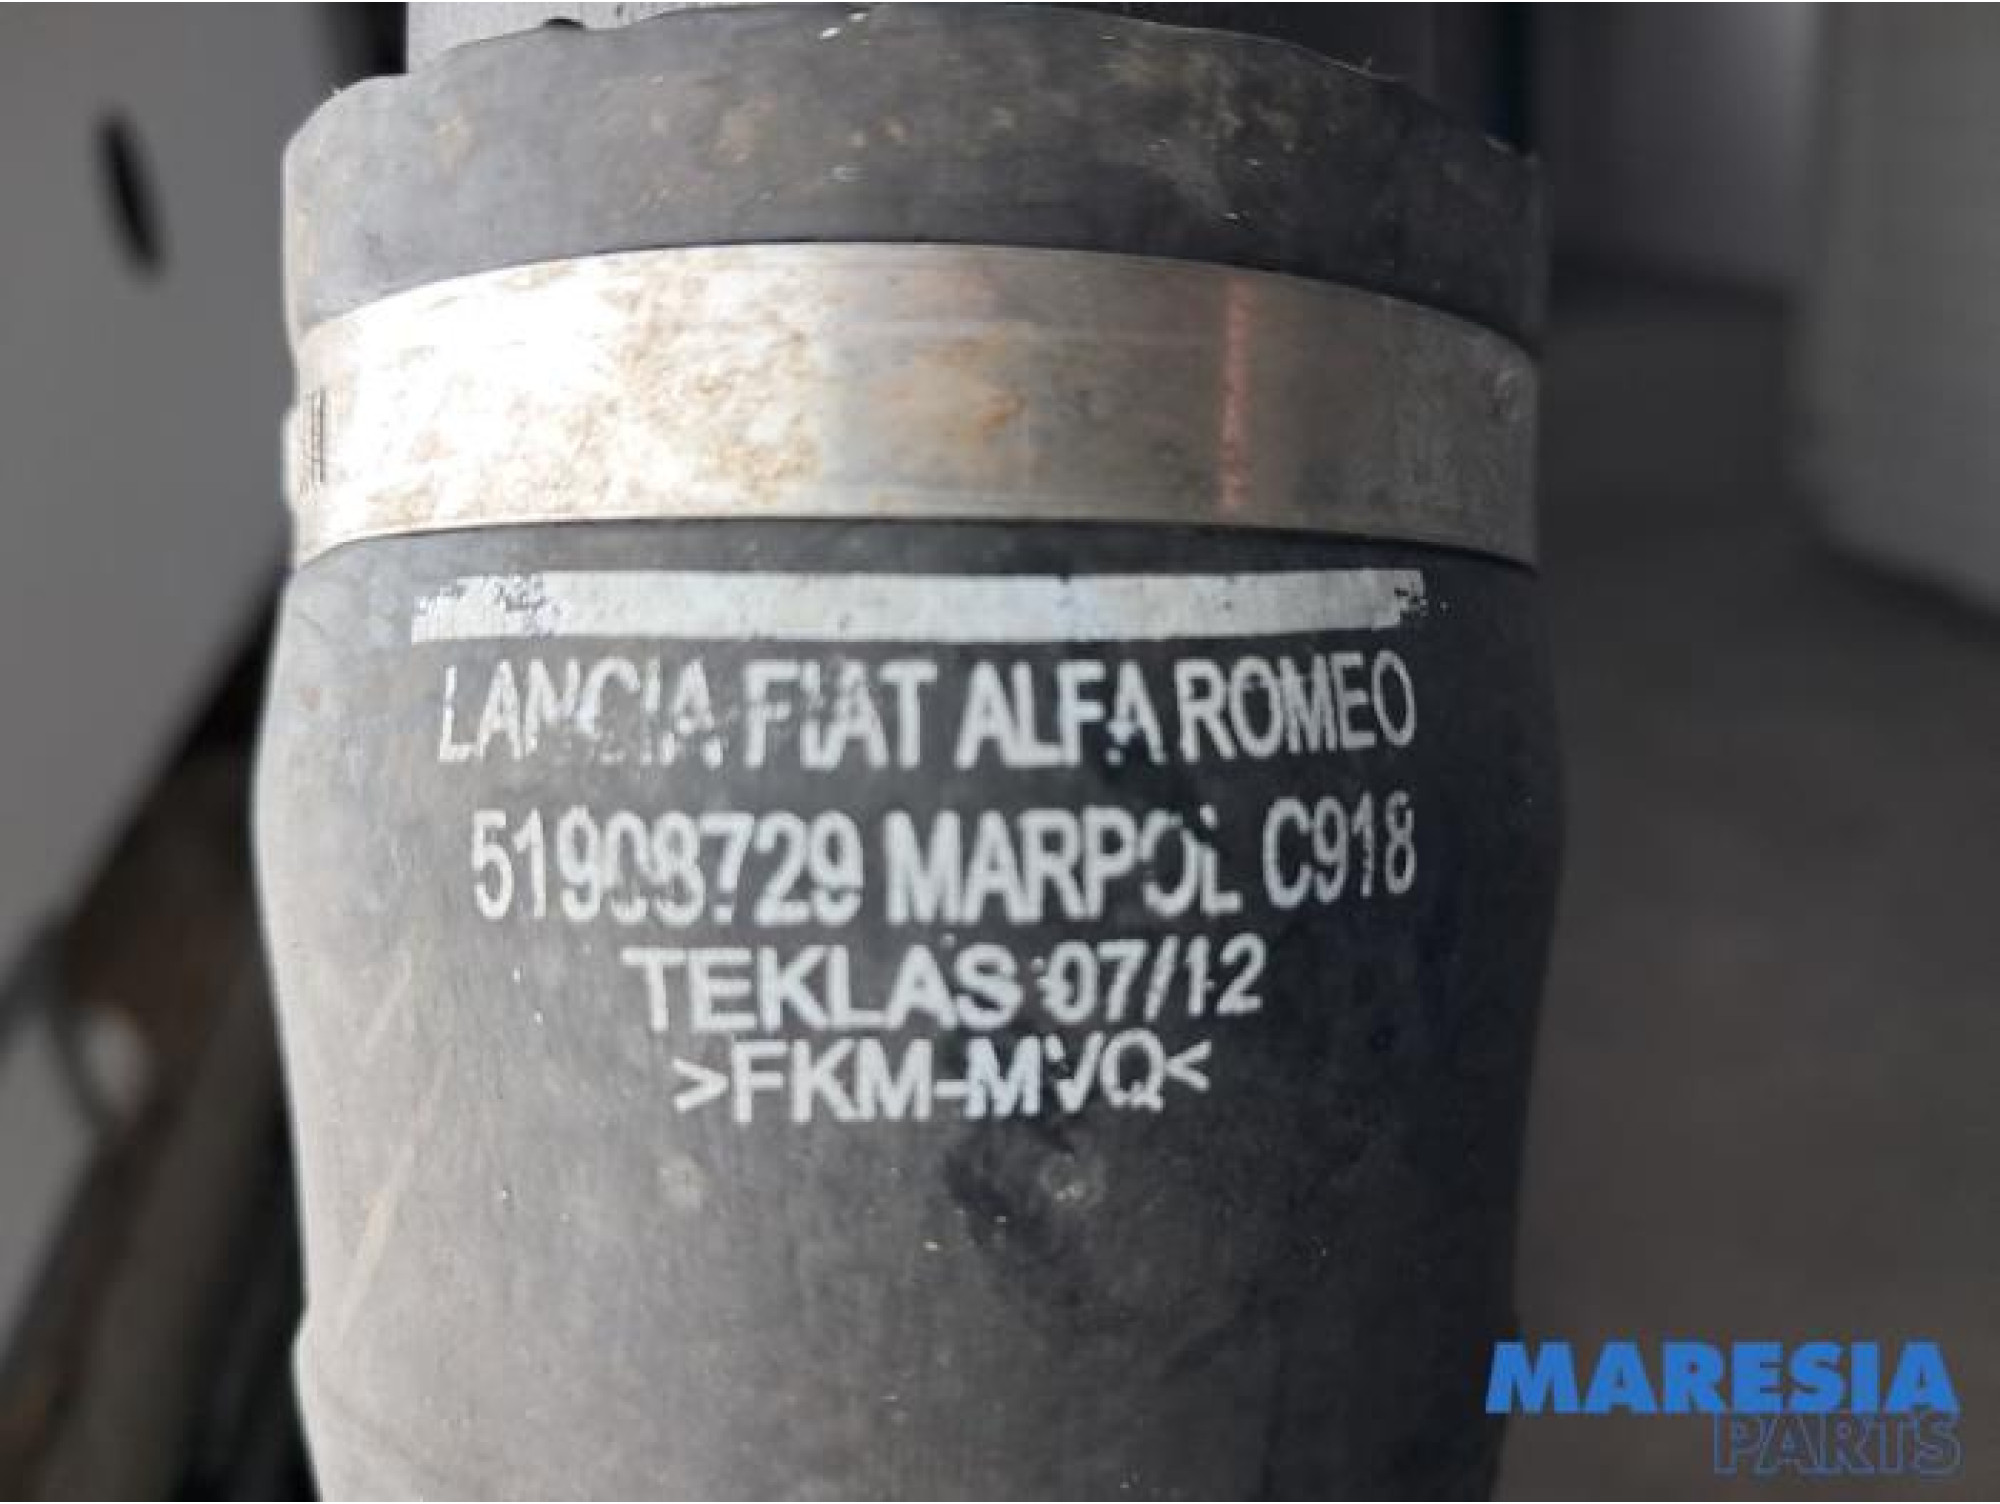 LANCIA FIAT ALFA ROMEO
51908729 MARPOL C918
TEKLAS 07/12
>FKM-MVQ<
MARESIA
PARTS